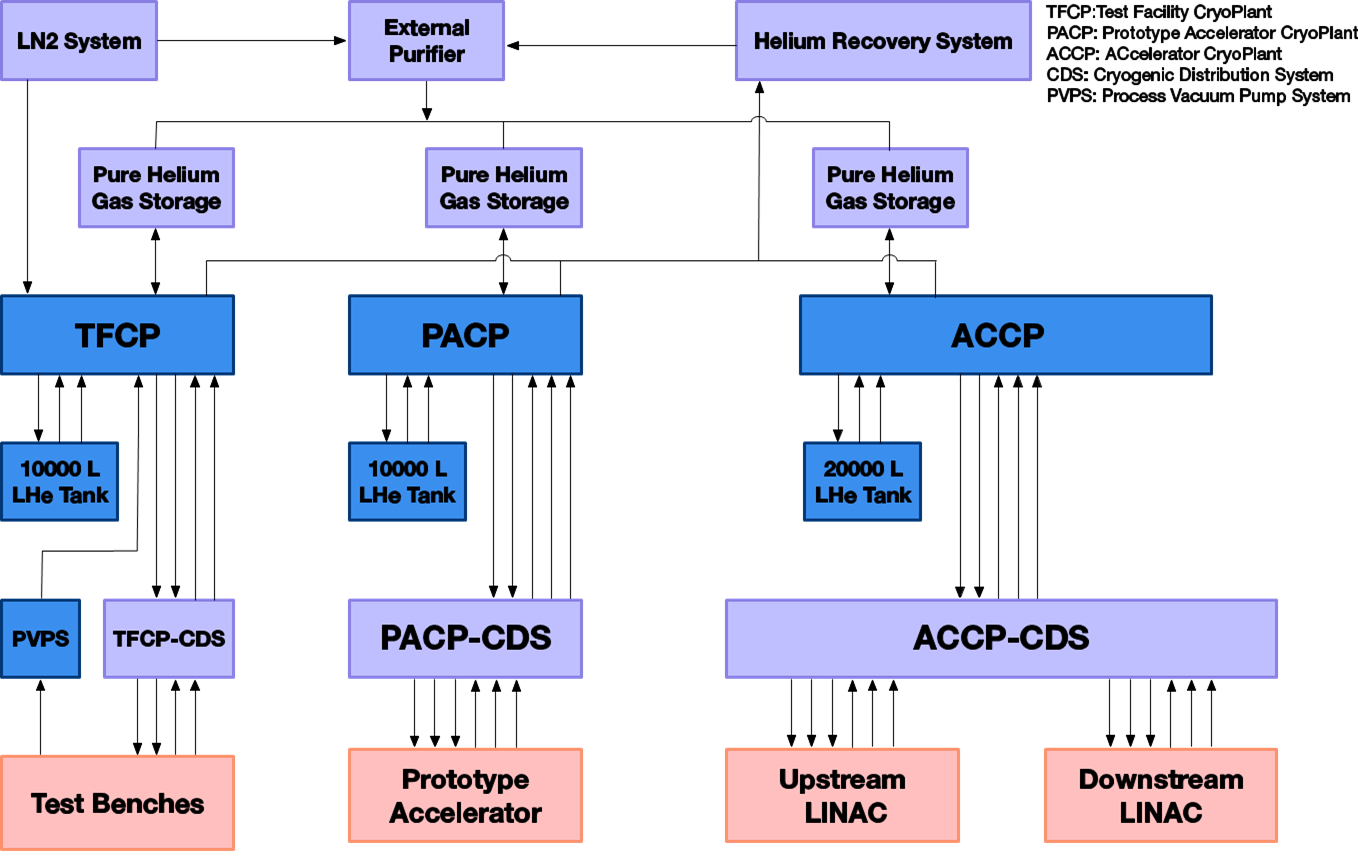 LN2 System
External
Purifier
Helium Recovery System
TFCP:Test Facility CryoPlant
PACP: Prototype Accelerator CryoPlant
ACCP: ACcelerator CryoPlant
CDS: Cryogenic Distribution System
PVPS: Process Vacuum Pump System
Pure Helium
Gas Storage
Pure Helium
Gas Storage
Pure Helium
Gas Storage
TFCP
PACP
ACCP
10000 L
LHe Tank
10000 L
LHe Tank
20000 L
LHe Tank
PVPS
TFCP-CDS
PACP-CDS
ACCP-CDS
Test Benches
Prototype
Accelerator
Upstream
LINAC
Downstream
LINAC